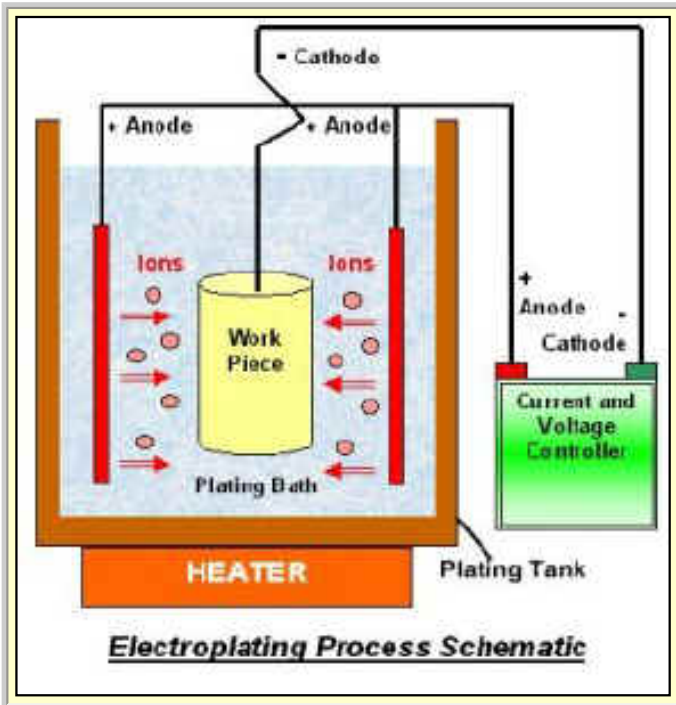 - Cathode
+ Anode
+ Anode
Ions
Ions
Work
Piece
+
Anode
-
Cathode
Current and
Voltage
Controller
Plating Bath
HEATER
Plating Tank
Electroplating Process Schematic